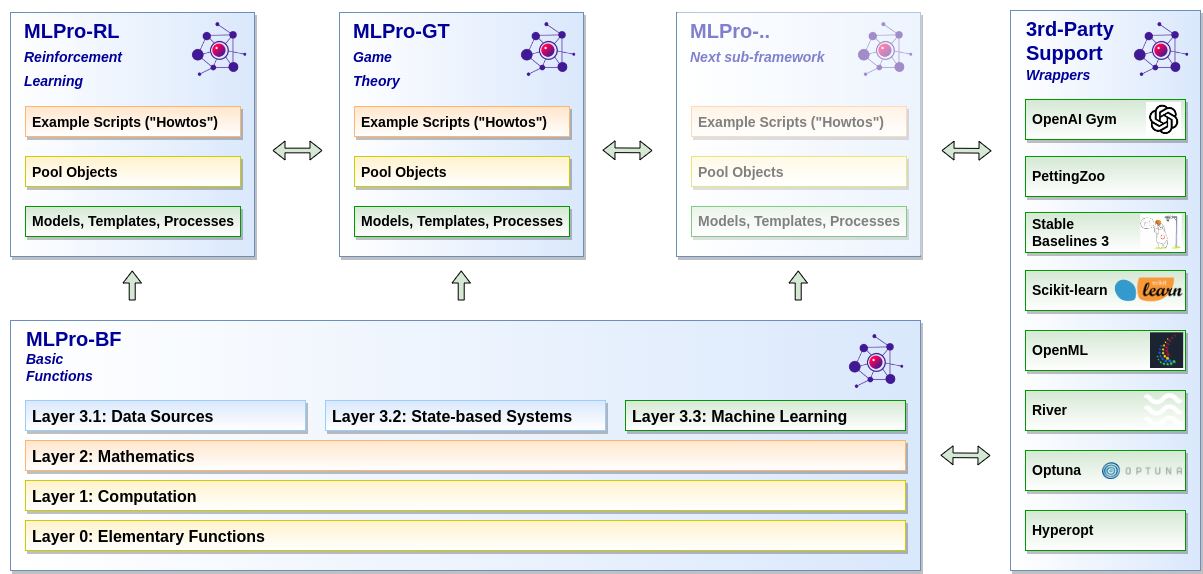 MLPro-RL
Reinforcement
Learning
Example Scripts ("Howtos")
Pool Objects
Models, Templates, Processes
MLPro-GT
Game
Theory
Example Scripts ("Howtos")
Pool Objects
Models, Templates, Processes
MLPro-..
Next sub-framework
Example Scripts ("Howtos")
Pool Objects
Models, Templates, Processes
MLPro-BF
Basic
Functions
Layer 3.1: Data Sources
Layer 3.2: State-based Systems
Layer 3.3: Machine Learning
Layer 2: Mathematics
Layer 1: Computation
Layer 0: Elementary Functions
3rd-Party
Support
Wrappers
OpenAI Gym
PettingZoo
Stable
Baselines 3
Scikit-learn
scikit
learn
OpenML
River
Optuna
OPTUNA
Hyperopt